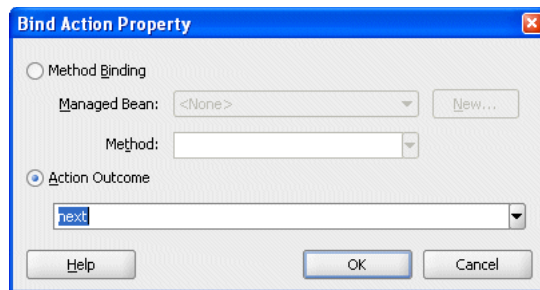 Bind Action Property
Method Binding
Managed Bean: <None> New...
Method:
Action Outcome
next
Help OK Cancel